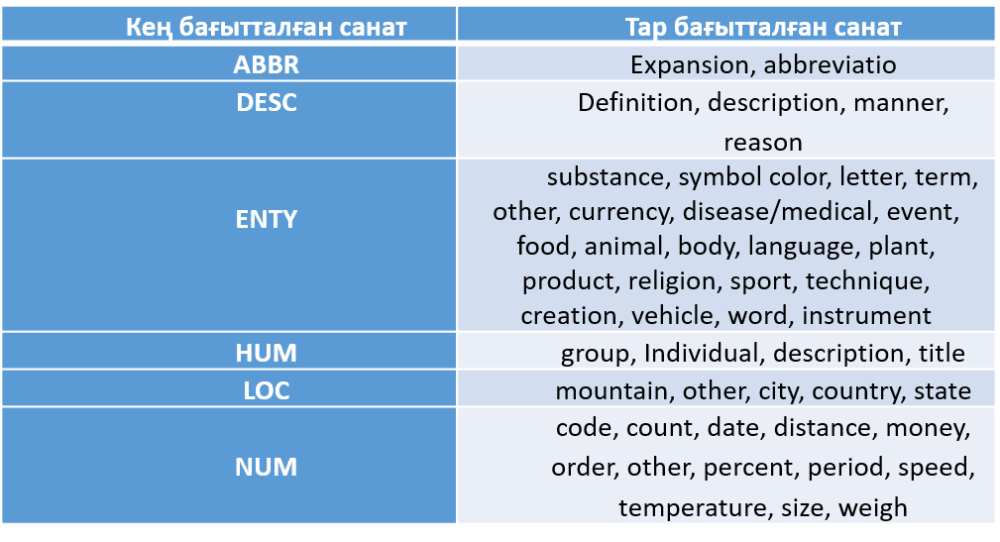 Кең бағытталған санат
Тар бағытталған санат
ABBR
Expansion, abbreviatio
DESC
Definition, description, manner,
reason
ENTY
substance, symbol color, letter, term,
other, currency, disease/medical, event,
food, animal, body, language, plant,
product, religion, sport, technique,
creation, vehicle, word, instrument
HUM
group, Individual, description, title
LOC
mountain, other, city, country, state
NUM
code, count, date, distance, money,
order, other, percent, period, speed,
temperature, size, weigh